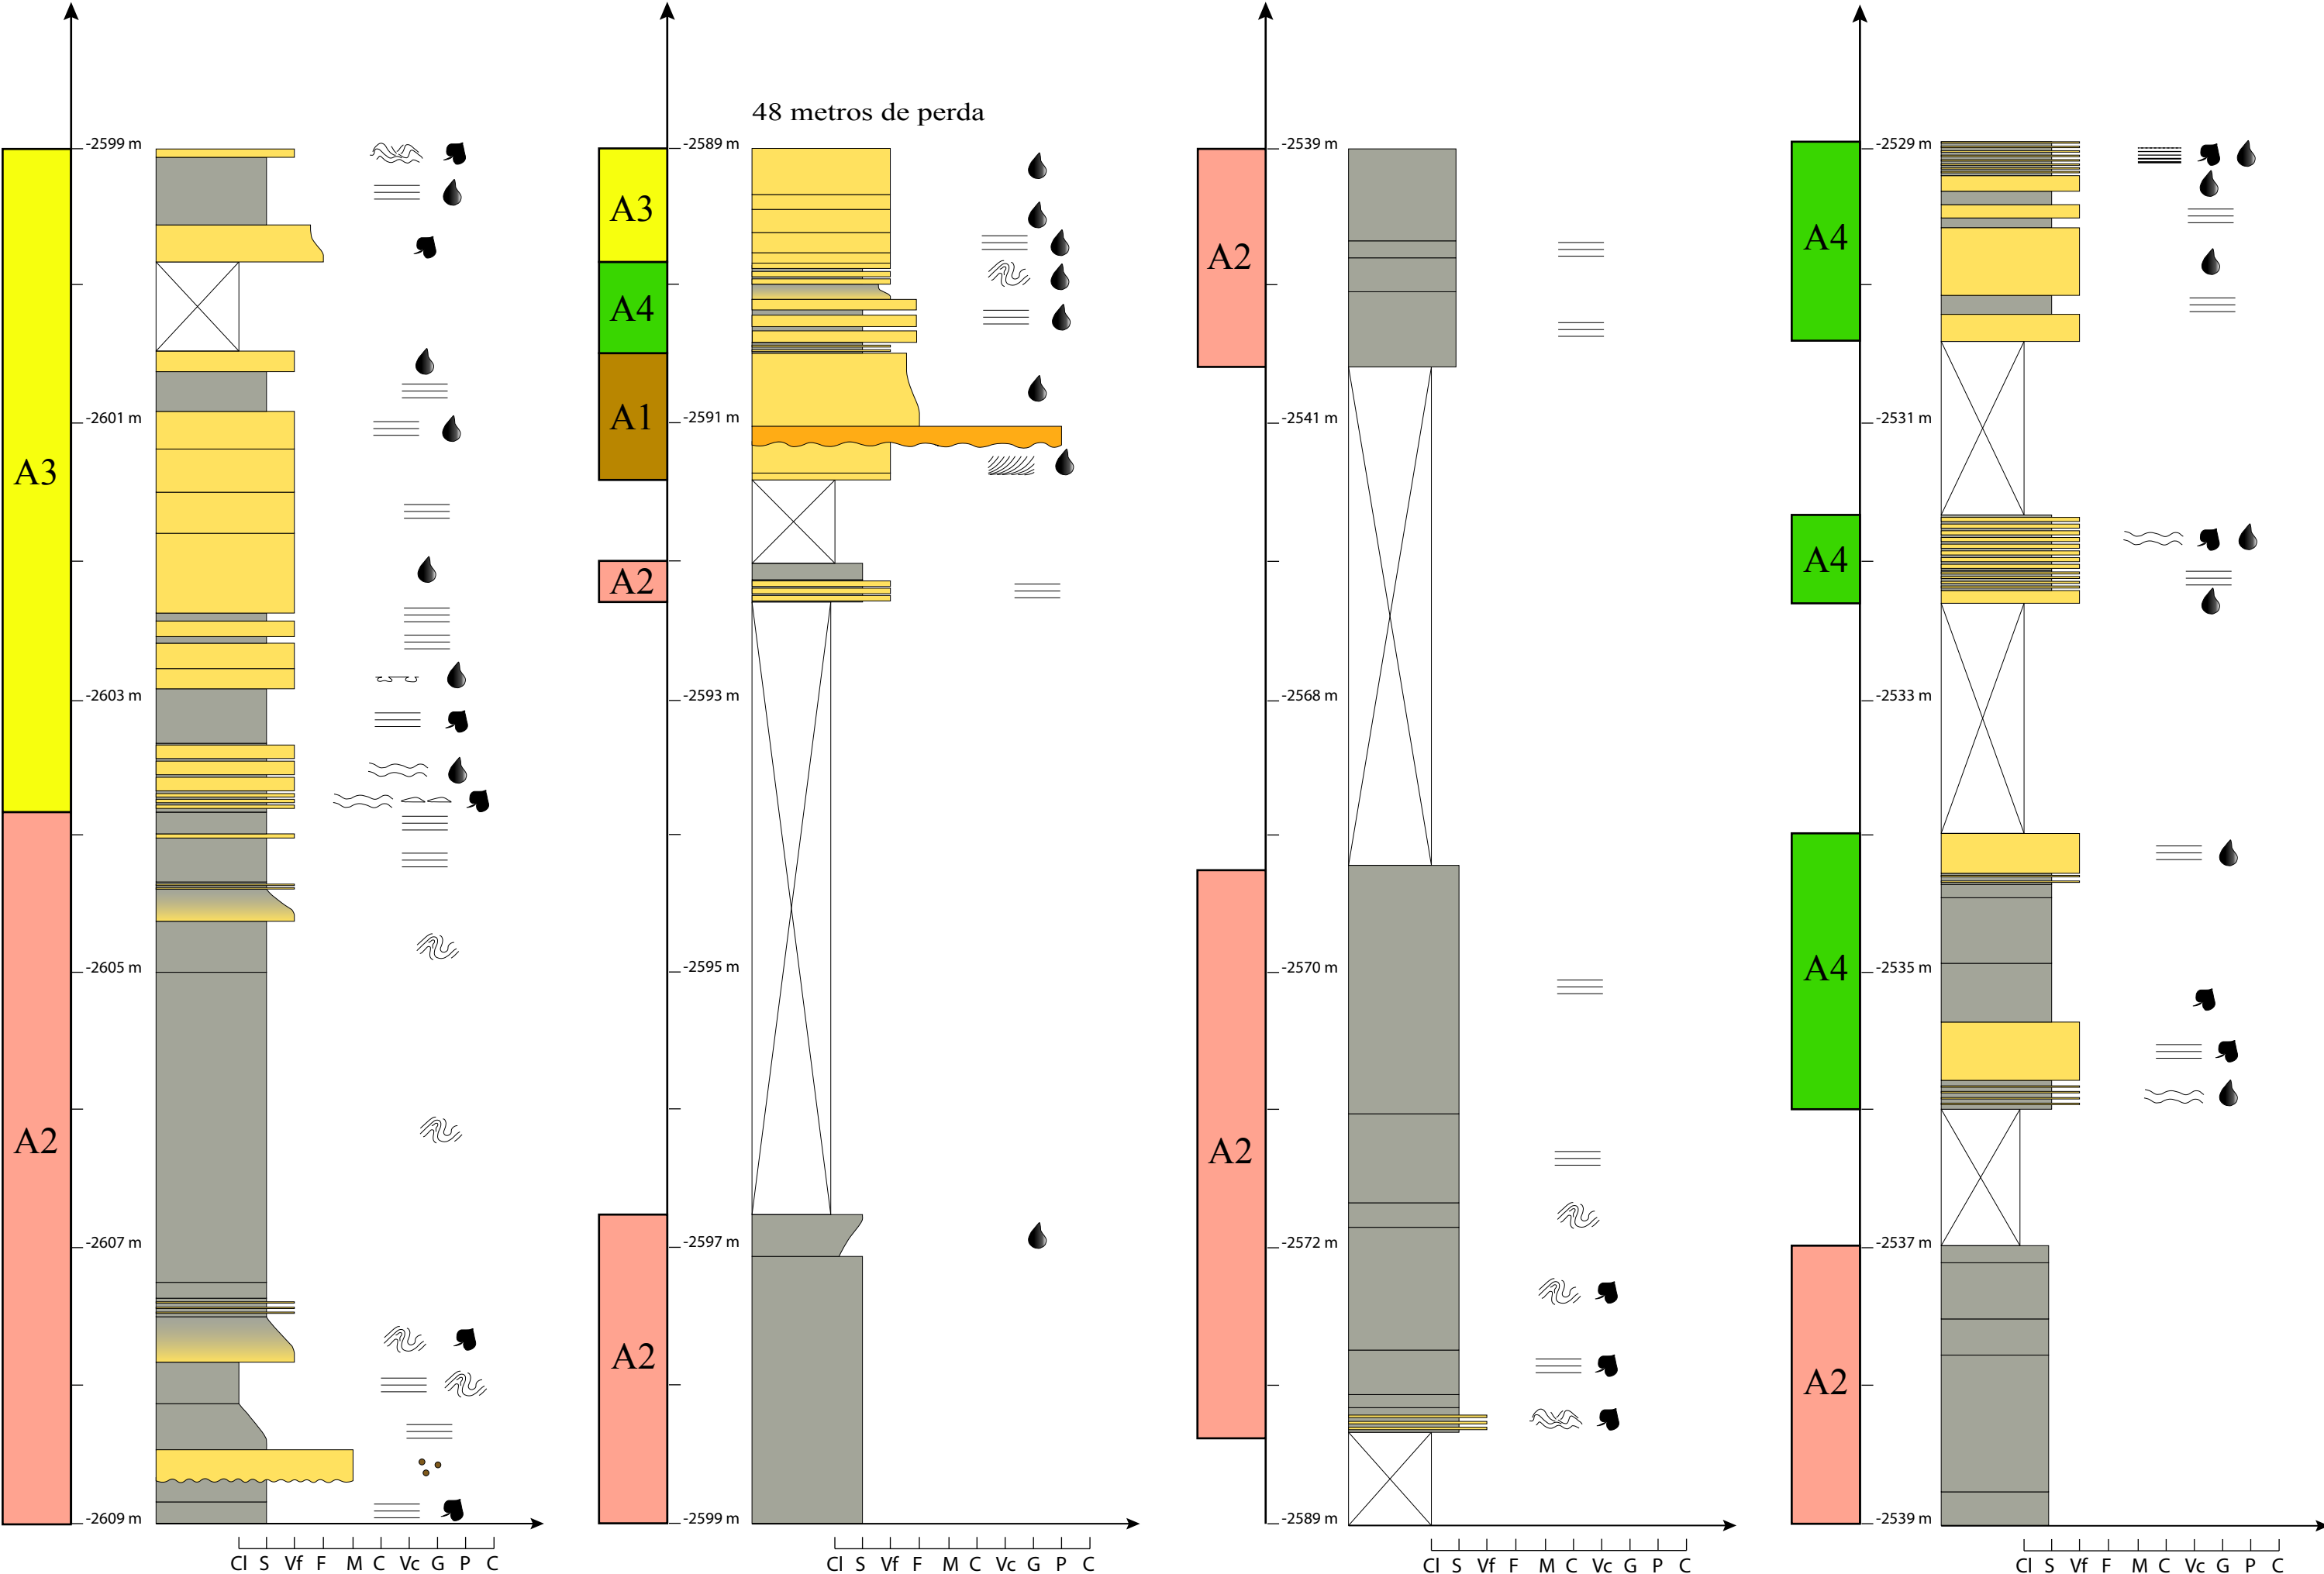 48 metros de perda
-2599 m
-2601 m
A3
-2603 m
-2605 m
-2607 m
A2
-2609 m
Cl S Vf F M C Vc G P C
-2589 m
A3
A4
A1
-2591 m
A2
-2593 m
-2595 m
-2597 m
A2
-2599 m
Cl S Vf F M C Vc G P C
-2539 m
A2
-2541 m
-2568 m
-2570 m
A2
-2572 m
-2589 m
Cl S Vf F M C Vc G P C
-2529 m
A4
-2531 m
A4
-2533 m
A4
-2535 m
-2537 m
A2
-2539 m
Cl S Vf F M C Vc G P C